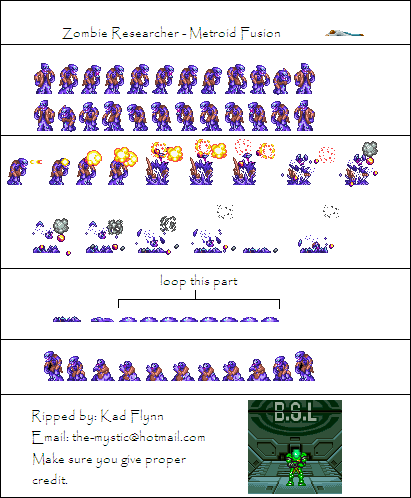 Zombie Researcher - Metroid Fusion
loop this part
Ripped by: Kad Flynn
Email: the-mystic@hotmail.com
Make sure you give proper
credit.
B.S.L